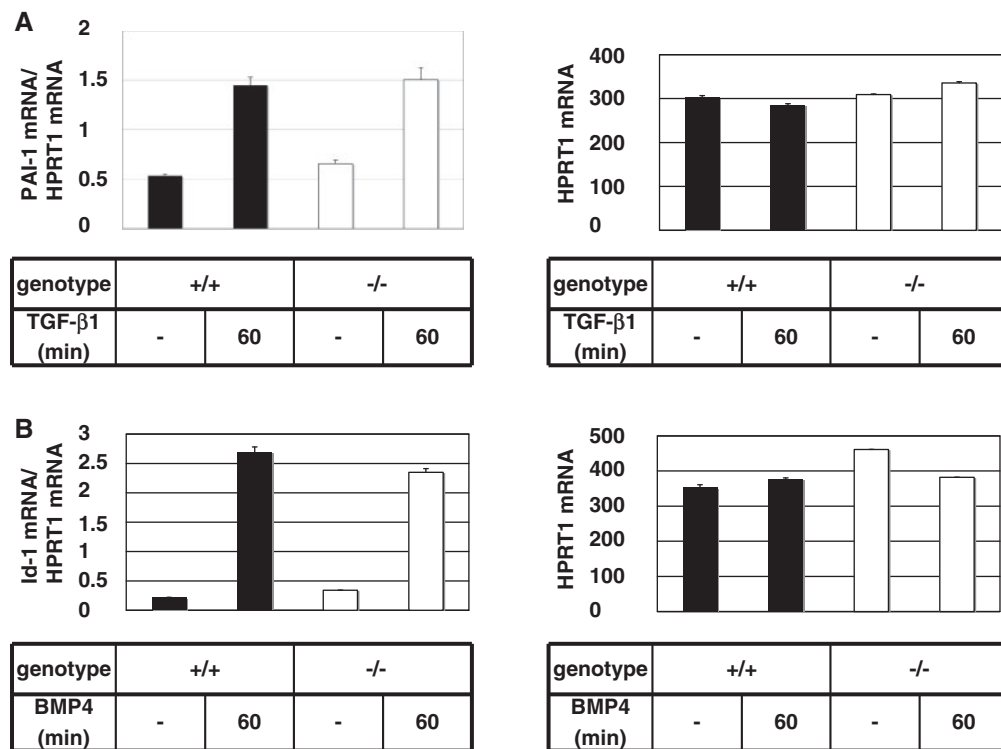 A
PAI-1 mRNA/
HPRT1 mRNA
2
1.5
1
0.5
0
genotype +/+ -/-
TGF-β1
(min) - 60 - 60
HPRT1 mRNA
400
300
200
100
0
genotype +/+ -/-
TGF-β1
(min) - 60 - 60
B
Id-1 mRNA/
HPRT1 mRNA
3
2.5
2
1.5
1
0.5
0
genotype +/+ -/-
BMP4
(min) - 60 - 60
HPRT1 mRNA
500
400
300
200
100
0
genotype +/+ -/-
BMP4
(min) - 60 - 60